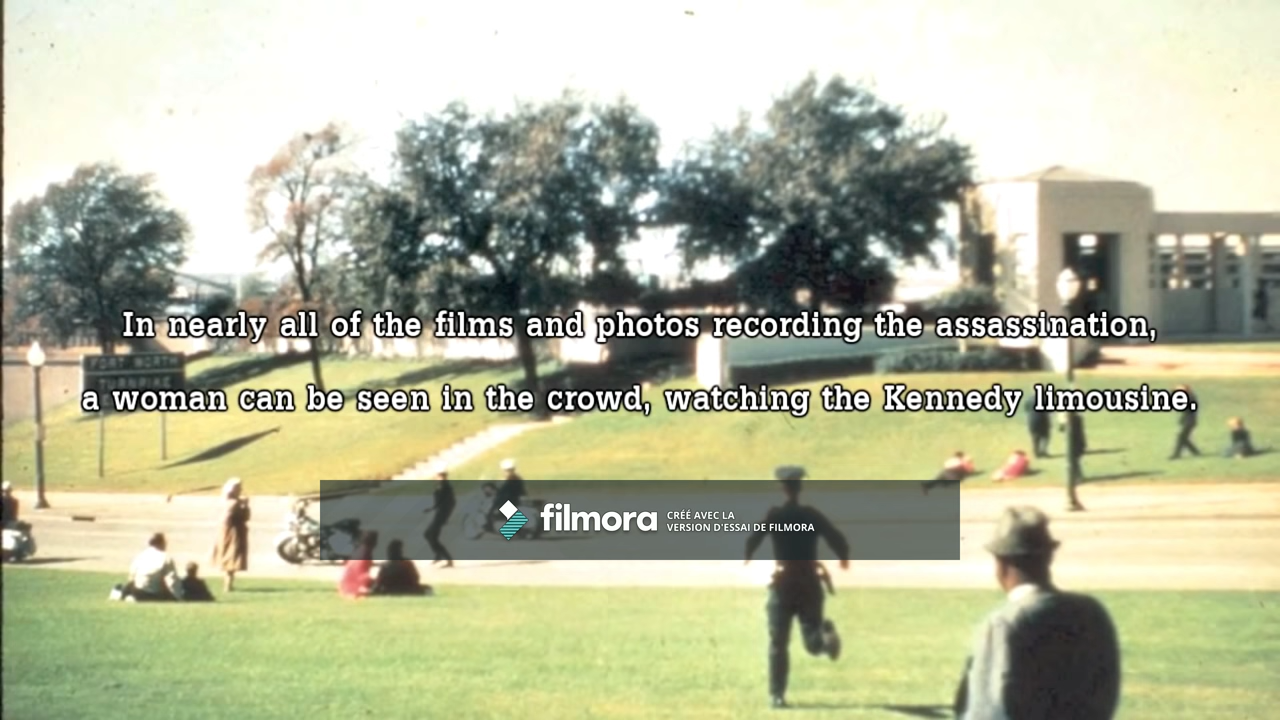 In nearly all of the films and photos recording the assassination,
FORT WORTH
TURNPIKE
a woman can be seen in the crowd, watching the Kennedy limousine.
filmora
CRÉÉ AVEC LA
VERSION D'ESSAI DE FILMORA